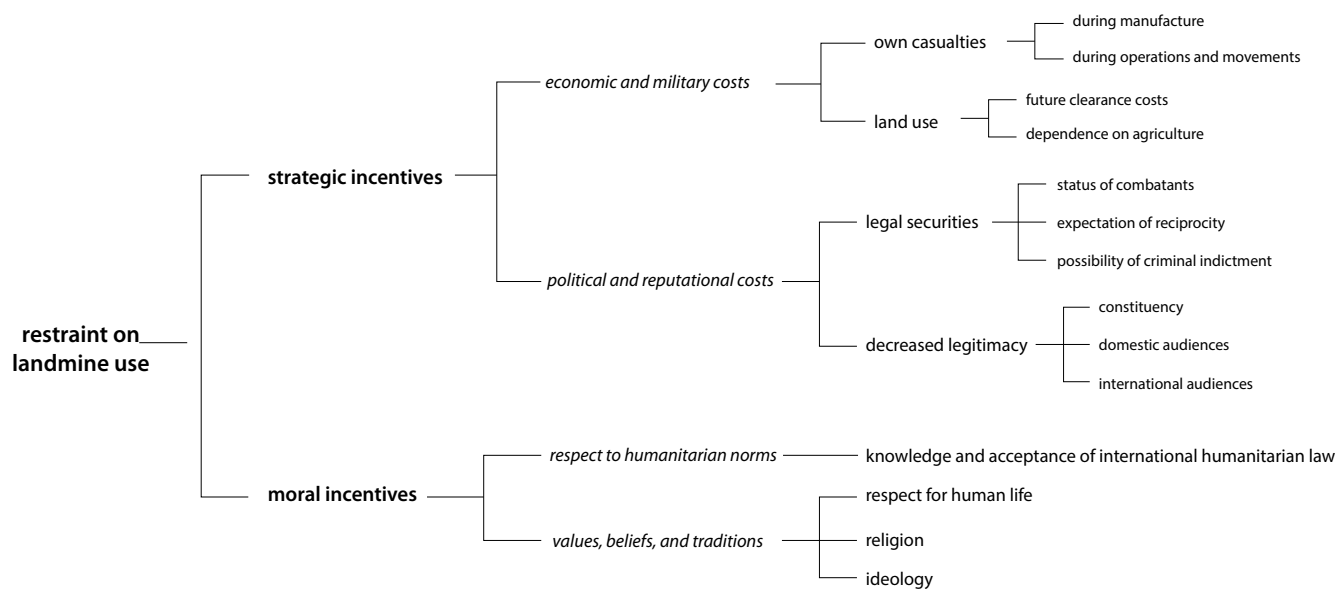 during manufacture
own casualties
during operations and movements
economic and military costs
future clearance costs
land use
dependence on agriculture
strategic incentives
status of combatants
legal securities
expectation of reciprocity
possibility of criminal indictment
political and reputational costs
constituency
decreased legitimacy
domestic audiences
international audiences
restraint on
landmine use
respect to humanitarian norms
knowledge and acceptance of international humanitarian law
moral incentives
respect for human life
values, beliefs, and traditions
religion
ideology